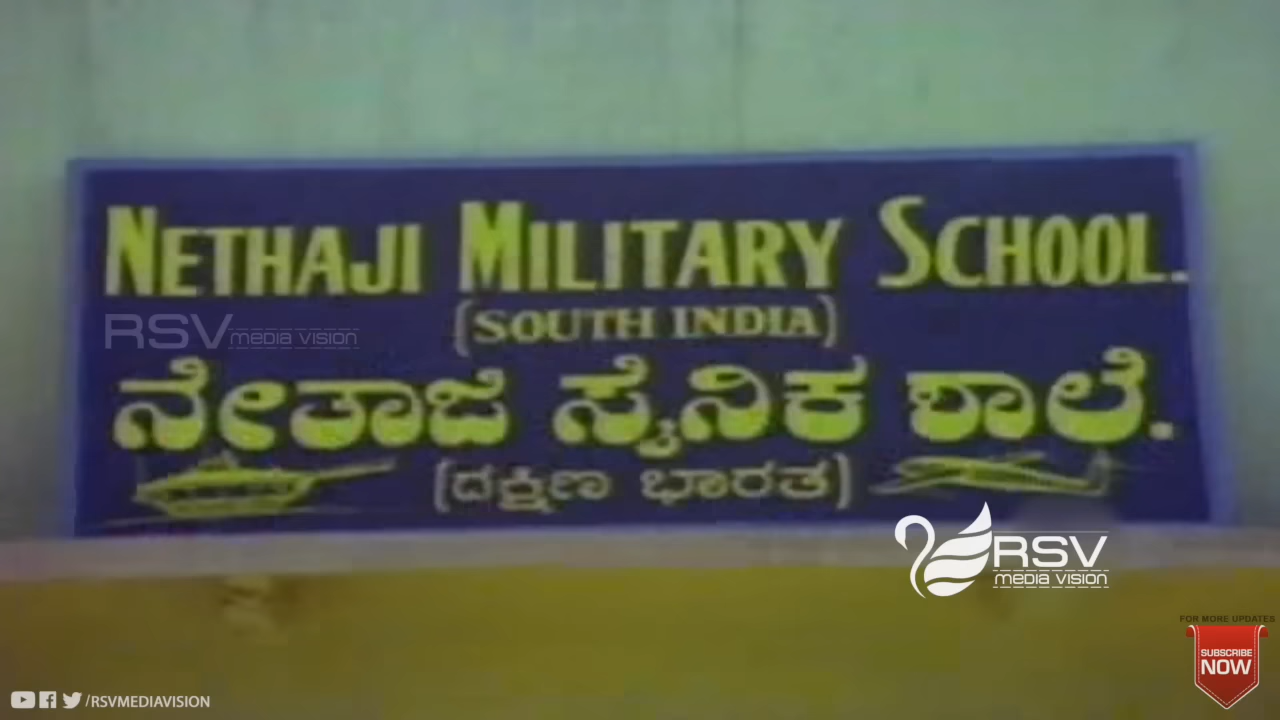 NETHAJI MILITARY SCHOOL.
(SOUTH INDIA)
RSV media vision
ನೇತಾಜಿ ಸೈನಿಕ ಶಾಲೆ.
(ದಕ್ಷಿಣ ಭಾರತ)
RSV
media vision
FOR MORE UPDATES
SUBSCRIBE
NOW
/RSVMEDIAVISION